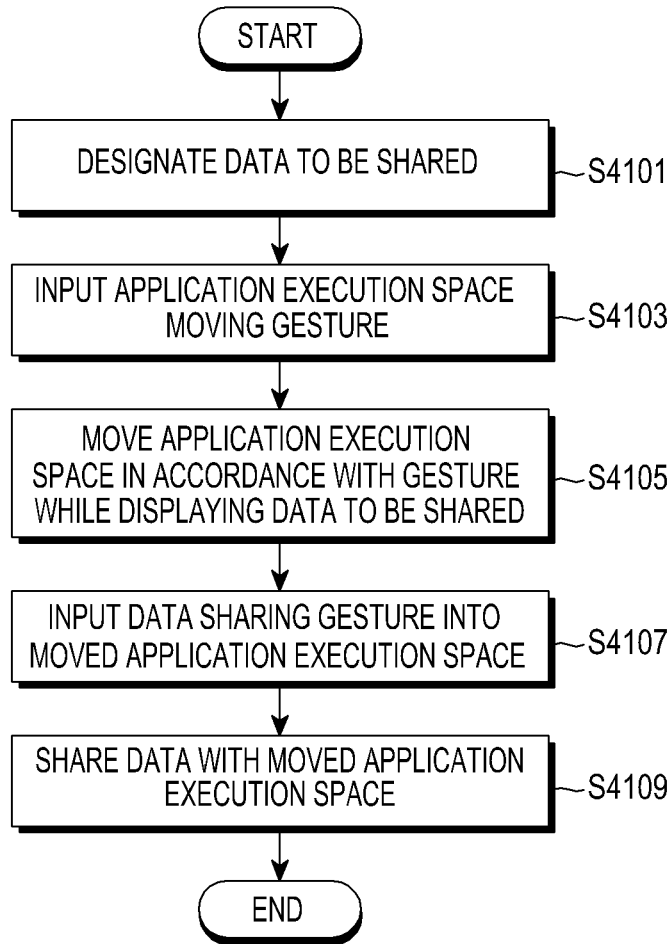 START
DESIGNATE DATA TO BE SHARED
S4101
INPUT APPLICATION EXECUTION SPACE
MOVING GESTURE
S4103
MOVE APPLICATION EXECUTION
SPACE IN ACCORDANCE WITH GESTURE
WHILE DISPLAYING DATA TO BE SHARED
S4105
INPUT DATA SHARING GESTURE INTO
MOVED APPLICATION EXECUTION SPACE
S4107
SHARE DATA WITH MOVED APPLICATION
EXECUTION SPACE
S4109
END